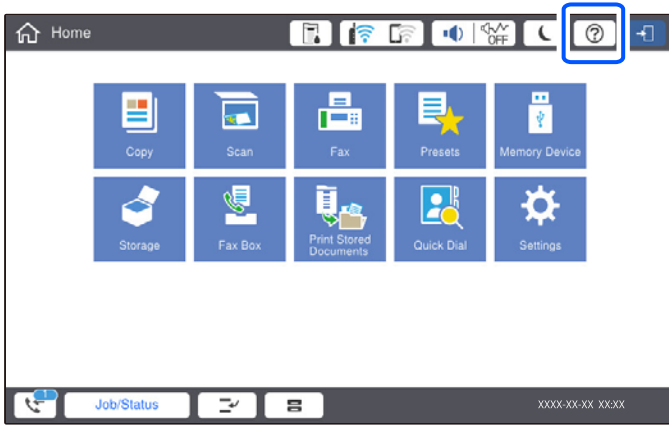 Home
OFF
?
Copy
Scan
Fax
Presets
Memory Device
Storage
Fax Box
Print Stored
Documents
Quick Dial
Settings
1
Job/Status
XXXX-XX-XX XX:XX